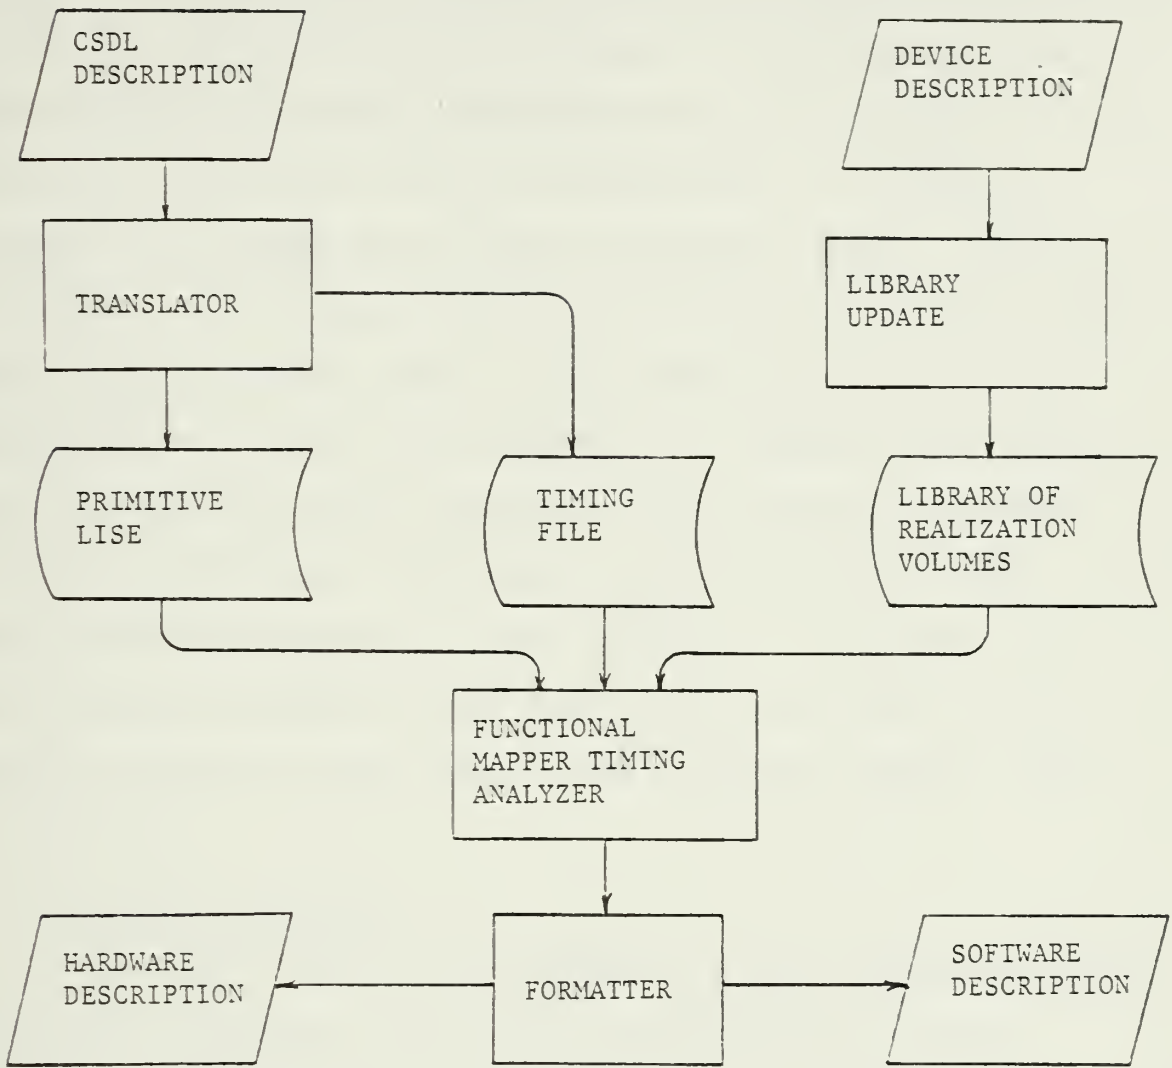 CSDL
DESCRIPTION
DEVICE
DESCRIPTION
TRANSLATOR
LIBRARY
UPDATE
PRIMITIVE
LISE
TIMING
FILE
LIBRARY OF
REALIZATION
VOLUMES
FUNCTIONAL
MAPPER TIMING
ANALYZER
HARDWARE
DESCRIPTION
FORMATTER
SOFTWARE
DESCRIPTION